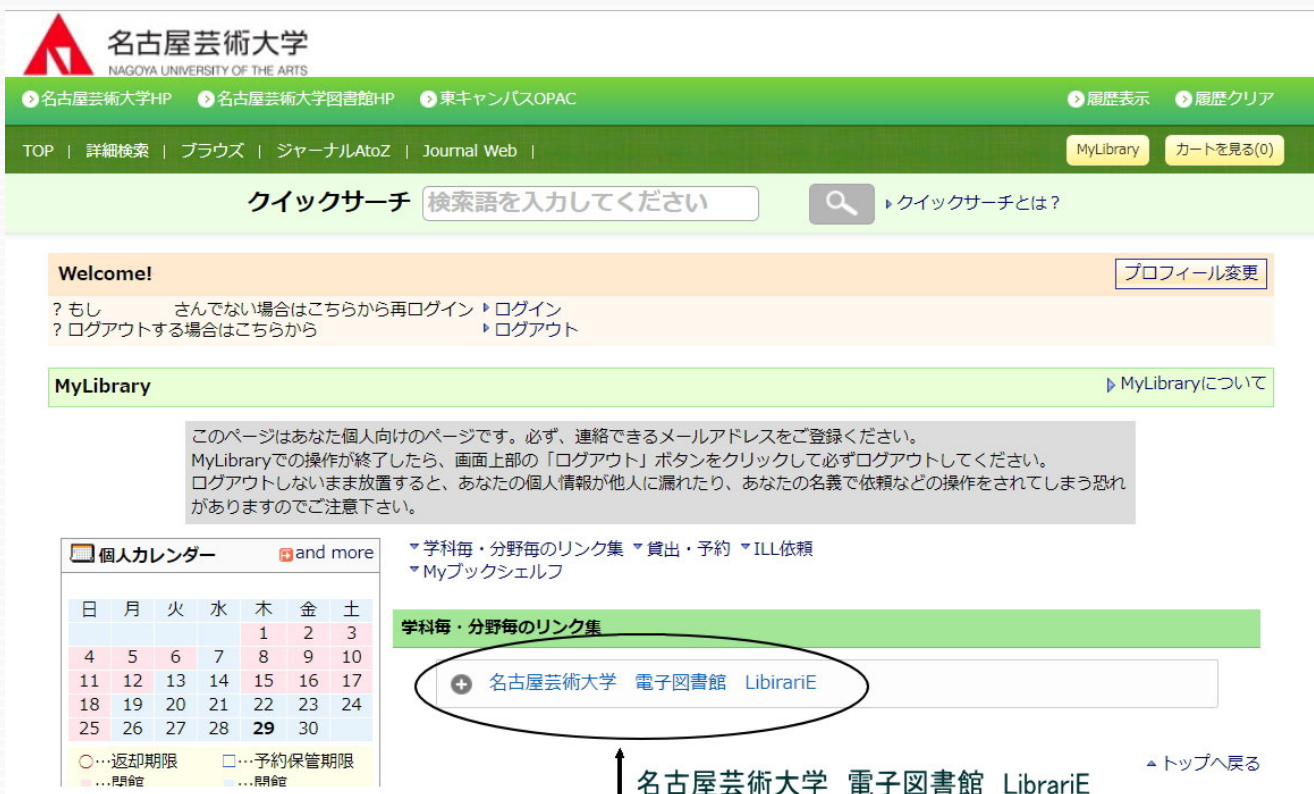 名古屋芸術大学
NAGOYA UNIVERSITY OF THE ARTS
名古屋芸術大学HP 名古屋芸術大学図書館HP 東キャンパスOPAC 履歴表示 履歴クリア
TOP | 詳細検索 | ブラウズ | ジャーナルAtoZ | Journal Web | MyLibrary カートを見る(0)
クイックサーチ 検索語を入力してください クイックサーチとは?
Welcome! プロフィール変更
? もし さんでない場合はこちらから再ログイン ログイン
? ログアウトする場合はこちらから ログアウト
MyLibrary MyLibraryについて
このページはあなた個人向けのページです。必ず、連絡できるメールアドレスをご登録ください。
MyLibraryでの操作が終了したら、画面上部の「ログアウト」ボタンをクリックして必ずログアウトしてください。
ログアウトしないまま放置すると、あなたの個人情報が他人に漏れたり、あなたの名義で依頼などの操作をされてしまう恐れ
がありますのでご注意下さい。
個人カレンダー and more
日 月 火 水 木 金 土
1 2 3
4 5 6 7 8 9 10
11 12 13 14 15 16 17
18 19 20 21 22 23 24
25 26 27 28 29 30
○…返却期限 □…予約保管期限
…閉館 …開館
学科毎・分野毎のリンク集 貸出・予約 ILL依頼
Myブックシェルフ
学科毎・分野毎のリンク集
名古屋芸術大学 電子図書館 LibirariE
トップへ戻る
名古屋芸術大学 電子図書館 LibrariE